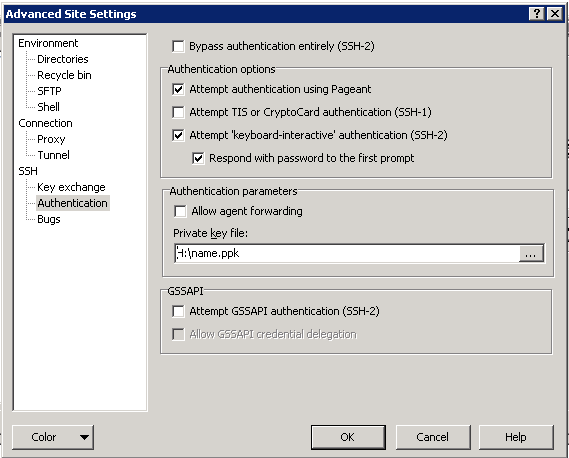 Advanced Site Settings
Environment
Directories
Recycle bin
SFTP
Shell
Connection
Proxy
Tunnel
SSH
Key exchange
Authentication
Bugs
Bypass authentication entirely (SSH-2)
Authentication options
Attempt authentication using Pageant
Attempt TIS or CryptoCard authentication (SSH-1)
Attempt 'keyboard-interactive' authentication (SSH-2)
Respond with password to the first prompt
Authentication parameters
Allow agent forwarding
Private key file:
H:\name.ppk
...
GSSAPI
Attempt GSSAPI authentication (SSH-2)
Allow GSSAPI credential delegation
Color
OK
Cancel
Help